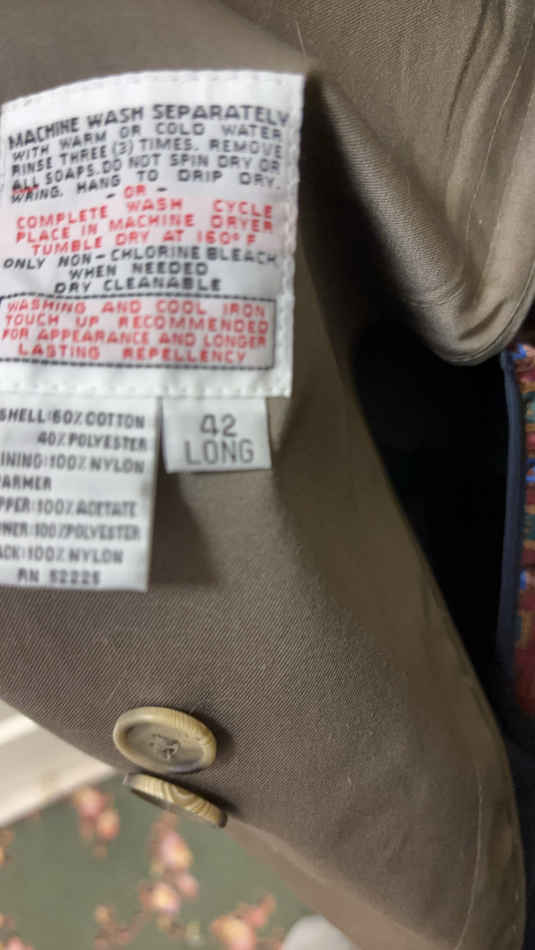 MACHINE WASH SEPARATELY
WITH WARM OR COLD WATER
RINSE THREE (3) TIMES. REMOVE
ALL SOAPS. DO NOT SPIN DRY OR
WRING. HANG TO DRIP DRY.
- OR -
COMPLETE WASH CYCLE
PLACE IN MACHINE DRYER
TUMBLE DRY AT 160° F
ONLY NON-CHLORINE BLEACH
WHEN NEEDED
DRY CLEANABLE
WASHING AND COOL IRON
TOUCH UP RECOMMENDED
FOR APPEARANCE AND LONGER
LASTING REPELLENCY
SHELL:60% COTTON
40% POLYESTER
INING:100% NYLON
ARMER
PPER:100% ACETATE
NER:100% POLYESTER
ACK:100% NYLON
RN 52225
42
LONG